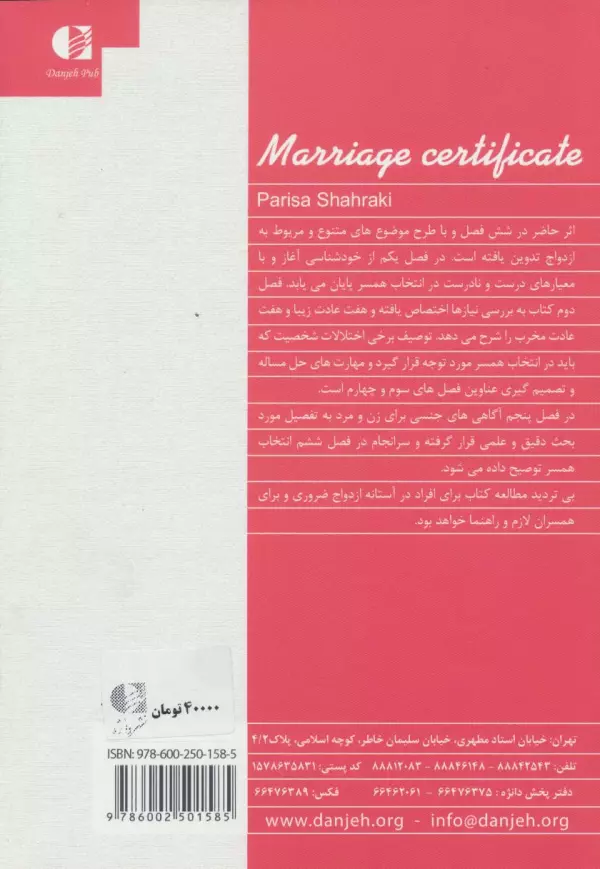 Danjeh Pub
Marriage certificate
Parisa Shahraki
اثر حاضر در شش فصل و با طرح موضوع های متنوع و مربوط به
ازدواج تدوین یافته است. در فصل یکم از خودشناسی آغاز و با
معیارهای درست و نادرست در انتخاب همسر پایان می یابد. فصل
دوم کتاب به بررسی نیازها اختصاص یافته و هفت عادت زیبا و هفت
عادت مخرب را شرح می دهد. توصیف برخی اختلالات شخصیت که
باید در انتخاب همسر مورد توجه قرار گیرد و مهارت های حل مساله
و تصمیم گیری عناوین فصل های سوم و چهارم است.
در فصل پنجم آگاهی های جنسی برای زن و مرد به تفصیل مورد
بحث دقیق و علمی قرار گرفته و سرانجام در فصل ششم انتخاب
همسر توصیح داده می شود.
بی تردید مطالعه کتاب برای افراد در آستانه ازدواج ضروری و برای
همسران لازم و راهنما خواهد بود.
۴۰۰۰۰ تومان
نشر دانژه
ISBN: 978-600-250-158-5
9 786002 501585
تهران: خیابان استاد مطهری، خیابان سلیمان خاطر، کوچه اسلامی، پلاک۴/۲
تلفن: ۸۸۸۴۲۵۴۳ - ۸۸۸۴۶۱۴۸ - ۸۸۸۱۲۰۸۳ کد پستی: ۱۵۷۸۶۳۵۸۳۱
دفتر پخش دانژه : ۶۶۴۷۶۳۷۵ - ۶۶۴۶۲۰۶۱ فکس: ۶۶۴۷۶۳۸۹
www.danjeh.org - info@danjeh.org